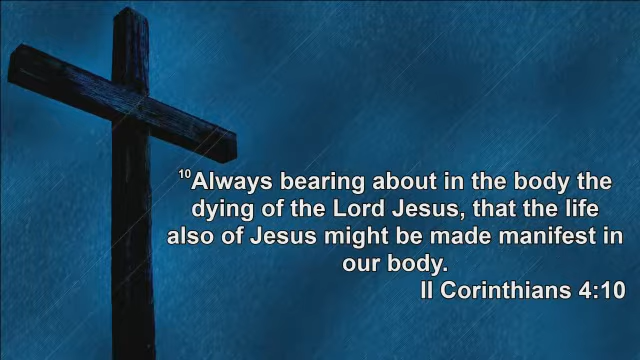 ¹⁰Always bearing about in the body the
dying of the Lord Jesus, that the life
also of Jesus might be made manifest in
our body.
II Corinthians 4:10